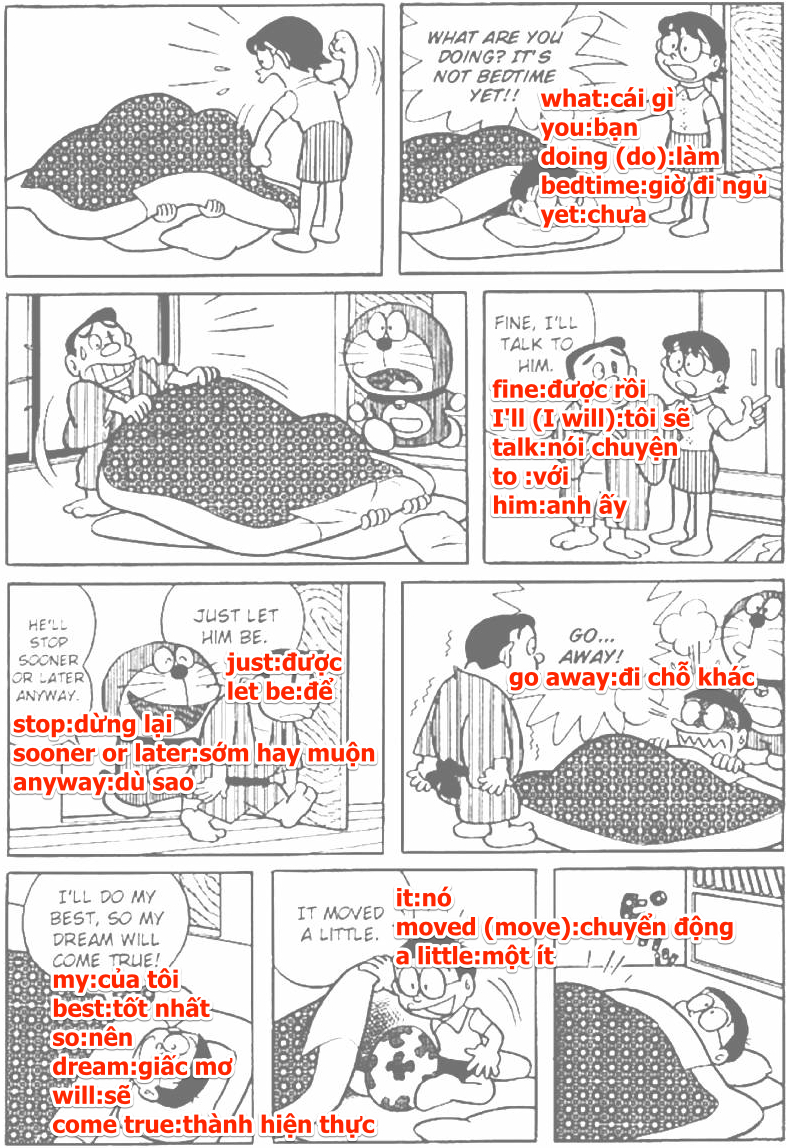 WHAT ARE YOU
DOING? IT'S
NOT BEDTIME
YET!!
what:cái gì
you:bạn
doing (do):làm
bedtime:giờ đi ngủ
yet:chưa
FINE, I'LL
TALK TO
HIM.
fine:được rồi
I'll (I will):tôi sẽ
talk:nói chuyện
to :với
him:anh ấy
HE'LL
STOP
SOONER
OR LATER
ANYWAY.
JUST LET
HIM BE.
just:được
let be:để
stop:dừng lại
sooner or later:sớm hay muộn
anyway:dù sao
GO...
AWAY!
go away:đi chỗ khác
I'LL DO MY
BEST, SO MY
DREAM WILL
COME TRUE!
my:của tôi
best:tốt nhất
so:nên
dream:giấc mơ
will:sẽ
come true:thành hiện thực
IT MOVED
A LITTLE.
it:nó
moved (move):chuyển động
a little:một ít